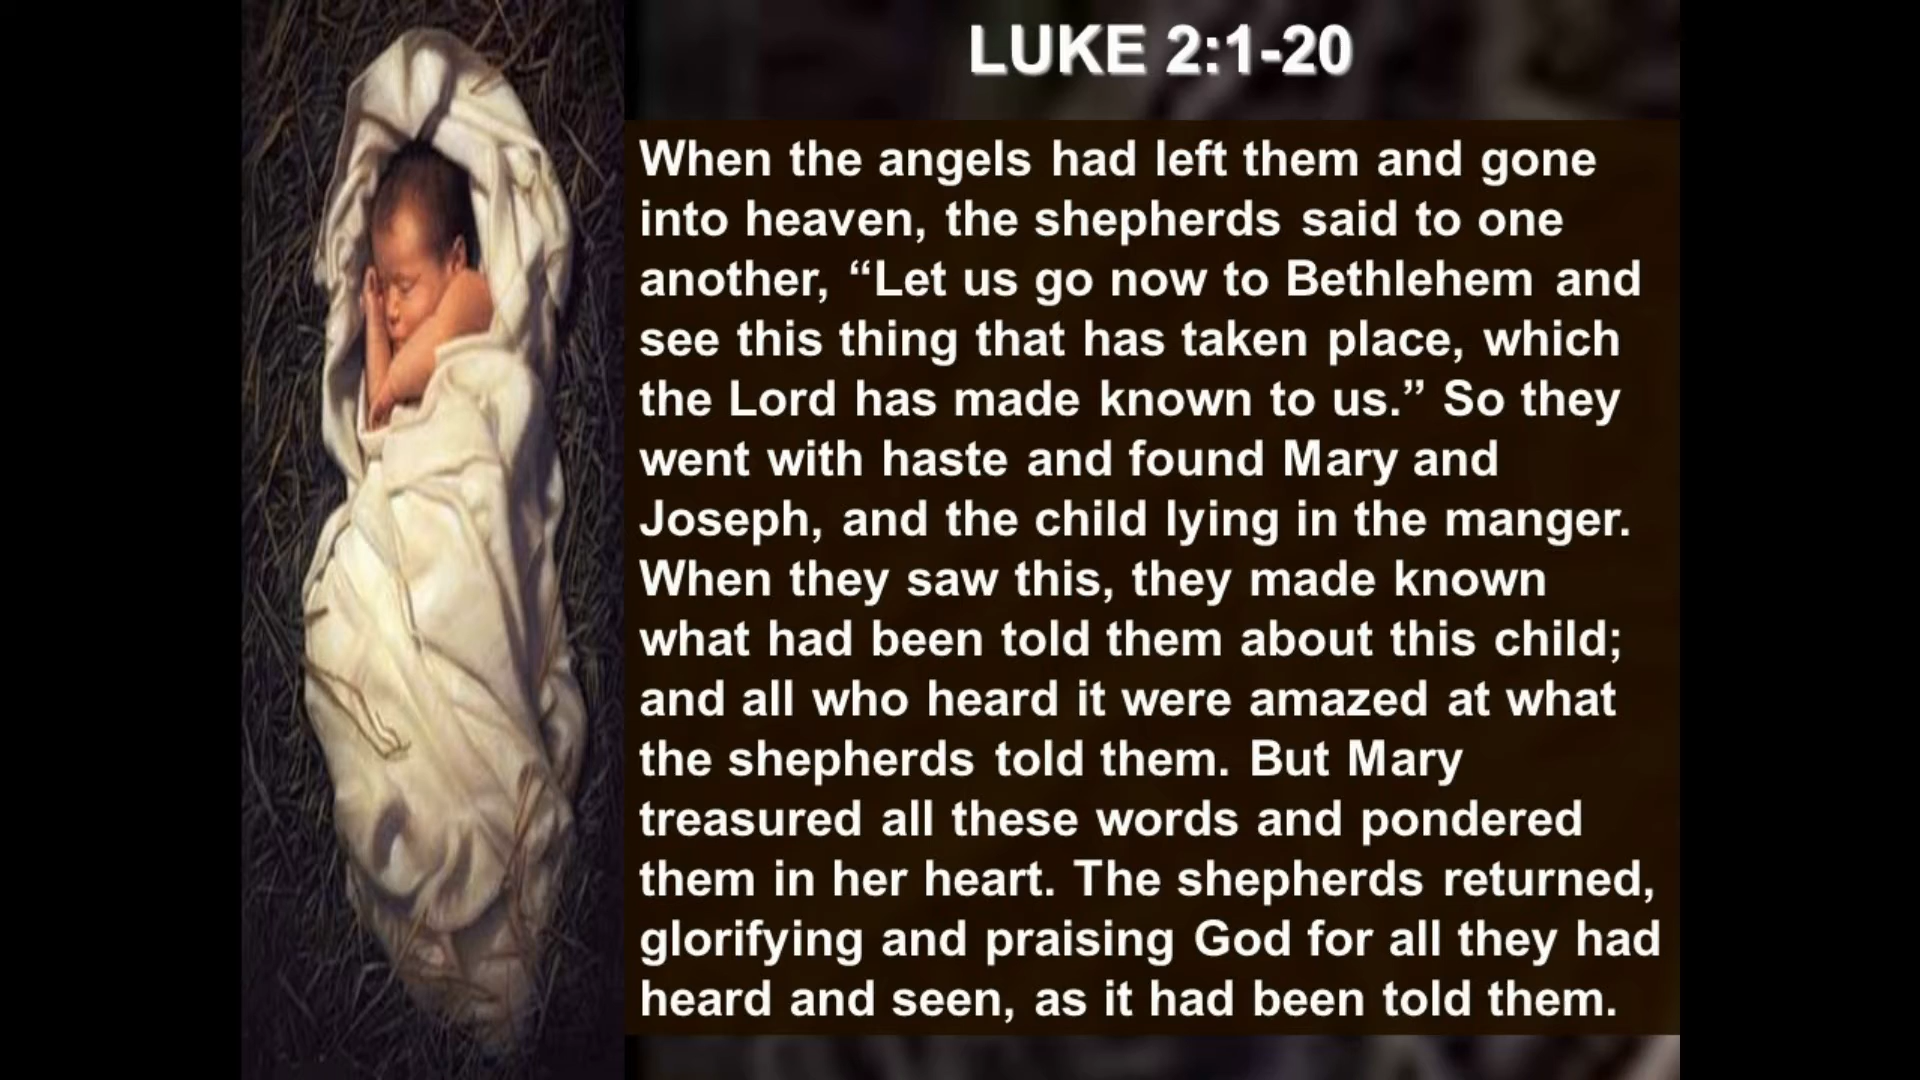 LUKE 2:1-20
When the angels had left them and gone
into heaven, the shepherds said to one
another, “Let us go now to Bethlehem and
see this thing that has taken place, which
the Lord has made known to us.” So they
went with haste and found Mary and
Joseph, and the child lying in the manger.
When they saw this, they made known
what had been told them about this child;
and all who heard it were amazed at what
the shepherds told them. But Mary
treasured all these words and pondered
them in her heart. The shepherds returned,
glorifying and praising God for all they had
heard and seen, as it had been told them.